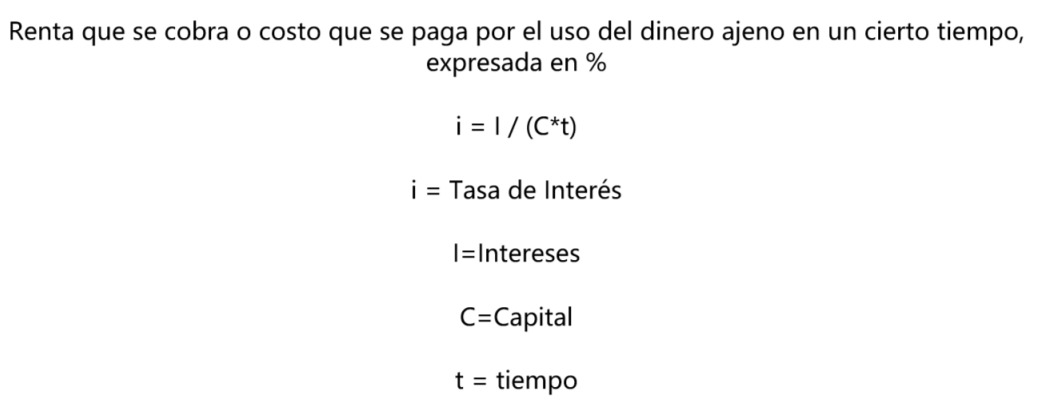 Renta que se cobra o costo que se paga por el uso del dinero ajeno en un cierto tiempo,
expresada en %
i = I / (C*t)
i = Tasa de Interés
I=Intereses
C=Capital
t = tiempo